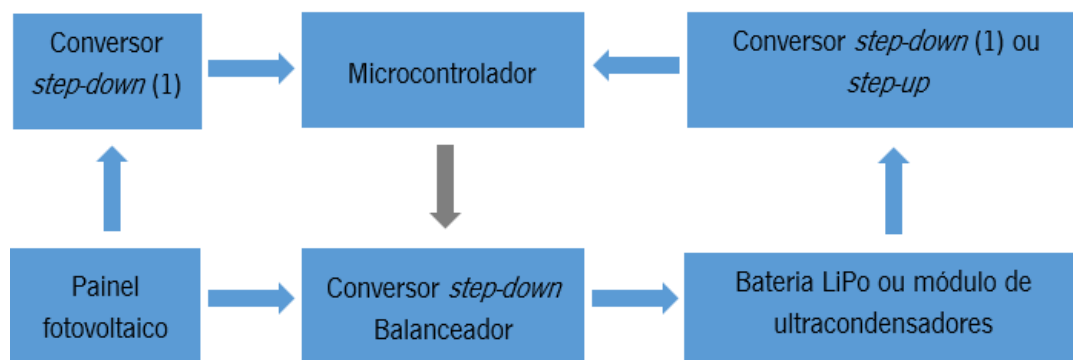 Conversor
step-down (1)
Microcontrolador
Conversor step-down (1) ou
step-up
Painel
fotovoltaico
Conversor step-down
Balanceador
Bateria LiPo ou módulo de
ultracondensadores